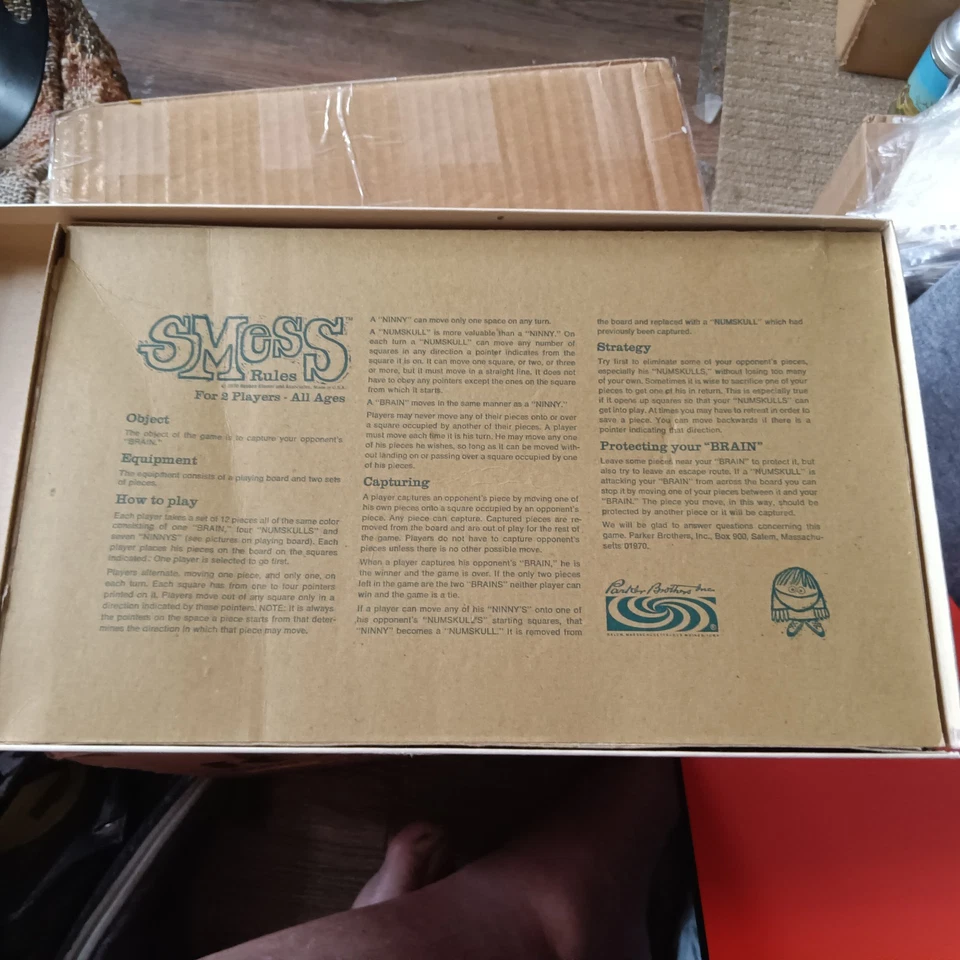 SMESS™
Rules
For 2 Players - All Ages
Object
The object of the game is to capture your opponent's
"BRAIN."
Equipment
The equipment consists of a playing board and two sets
of pieces.
How to play
Each player takes a set of 12 pieces all of the same color
consisting of one "BRAIN," four "NUMSKULLS" and
seven "NINNYS" (see pictures on playing board). Each
player places his pieces on the board on the squares
indicated. One player is selected to go first.
Players alternate, moving one piece, and only one, on
each turn. Each square has from one to four pointers
printed on it. Players move out of any square only in a
direction indicated by these pointers. NOTE: it is always
the pointers on the space a piece starts from that deter-
mines the direction in which that piece may move.
A "NINNY" can move only one space on any turn.
A "NUMSKULL" is more valuable than a "NINNY." On
each turn a "NUMSKULL" can move any number of
squares in any direction a pointer indicates from the
square it is on. It can move one square, or two, or three
or more, but it must move in a straight line. It does not
have to obey any pointers except the ones on the square
from which it starts.
A "BRAIN" moves in the same manner as a "NINNY."
Players may never move any of their pieces onto or over
a square occupied by another of their pieces. A player
must move each time it is his turn. He may move any one
of his pieces he wishes, so long as it can be moved with-
out landing on or passing over a square occupied by one
of his pieces.
Capturing
A player captures an opponent's piece by moving one of
his own pieces onto a square occupied by an opponent's
piece. Any piece can capture. Captured pieces are re-
moved from the board and are out of play for the rest of
the game. Players do not have to capture opponent's
pieces unless there is no other possible move.
When a player captures his opponent's "BRAIN," he is
the winner and the game is over. If the only two pieces
left in the game are the two "BRAINS" neither player can
win and the game is a tie.
If a player can move any of his "NINNY'S" onto one of
his opponent's "NUMSKULL'S" starting squares, that
"NINNY" becomes a "NUMSKULL." It is removed from
the board and replaced with a "NUMSKULL" which had
previously been captured.
Strategy
Try first to eliminate some of your opponent's pieces,
especially his "NUMSKULLS," without losing too many
of your own. Sometimes it is wise to sacrifice one of your
pieces to get one of his in return. This is especially true
if it opens up squares so that your "NUMSKULLS" can
get into play. At times you may have to retreat in order to
save a piece. You can move backwards if there is a
pointer indicating that direction.
Protecting your "BRAIN"
Leave some pieces near your "BRAIN" to protect it, but
also try to leave an escape route. If a "NUMSKULL" is
attacking your "BRAIN" from across the board you can
stop it by moving one of your pieces between it and your
"BRAIN." The piece you move, in this way, should be
protected by another piece or it will be captured.
We will be glad to answer questions concerning this
game. Parker Brothers, Inc., Box 900, Salem, Massachu-
setts 01970.
Parker Brothers Inc.